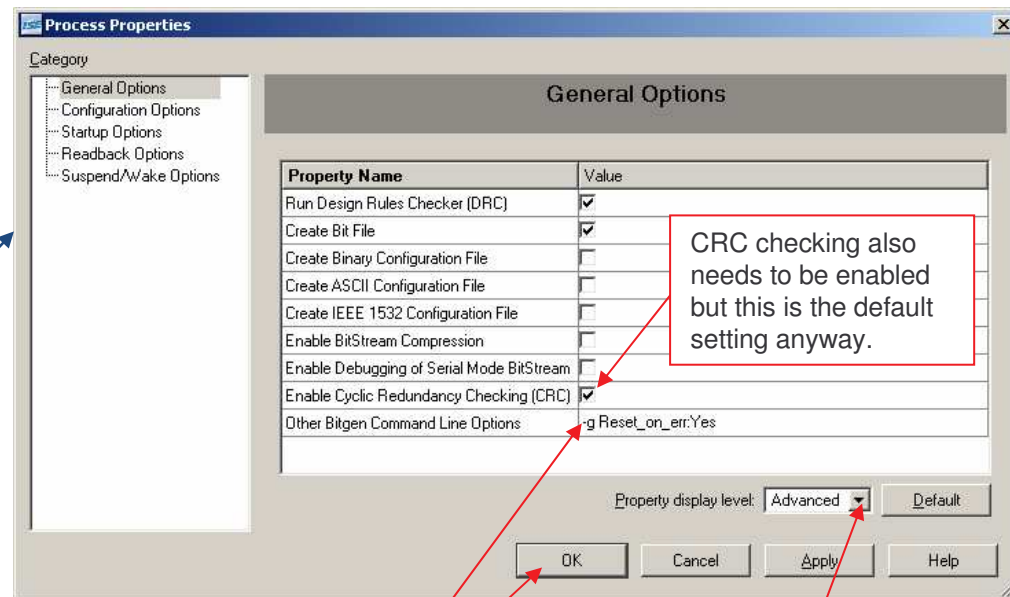 ISE Process Properties
Category
General Options
Configuration Options
Startup Options
Readback Options
Suspend/Wake Options
General Options
Property Name Value
Run Design Rules Checker (DRC)
Create Bit File
Create Binary Configuration File
Create ASCII Configuration File
Create IEEE 1532 Configuration File
Enable BitStream Compression
Enable Debugging of Serial Mode BitStream
Enable Cyclic Redundancy Checking (CRC)
Other Bitgen Command Line Options -g Reset_on_err:Yes
CRC checking also
needs to be enabled
but this is the default
setting anyway.
Property display level: Advanced Default
OK Cancel Apply Help